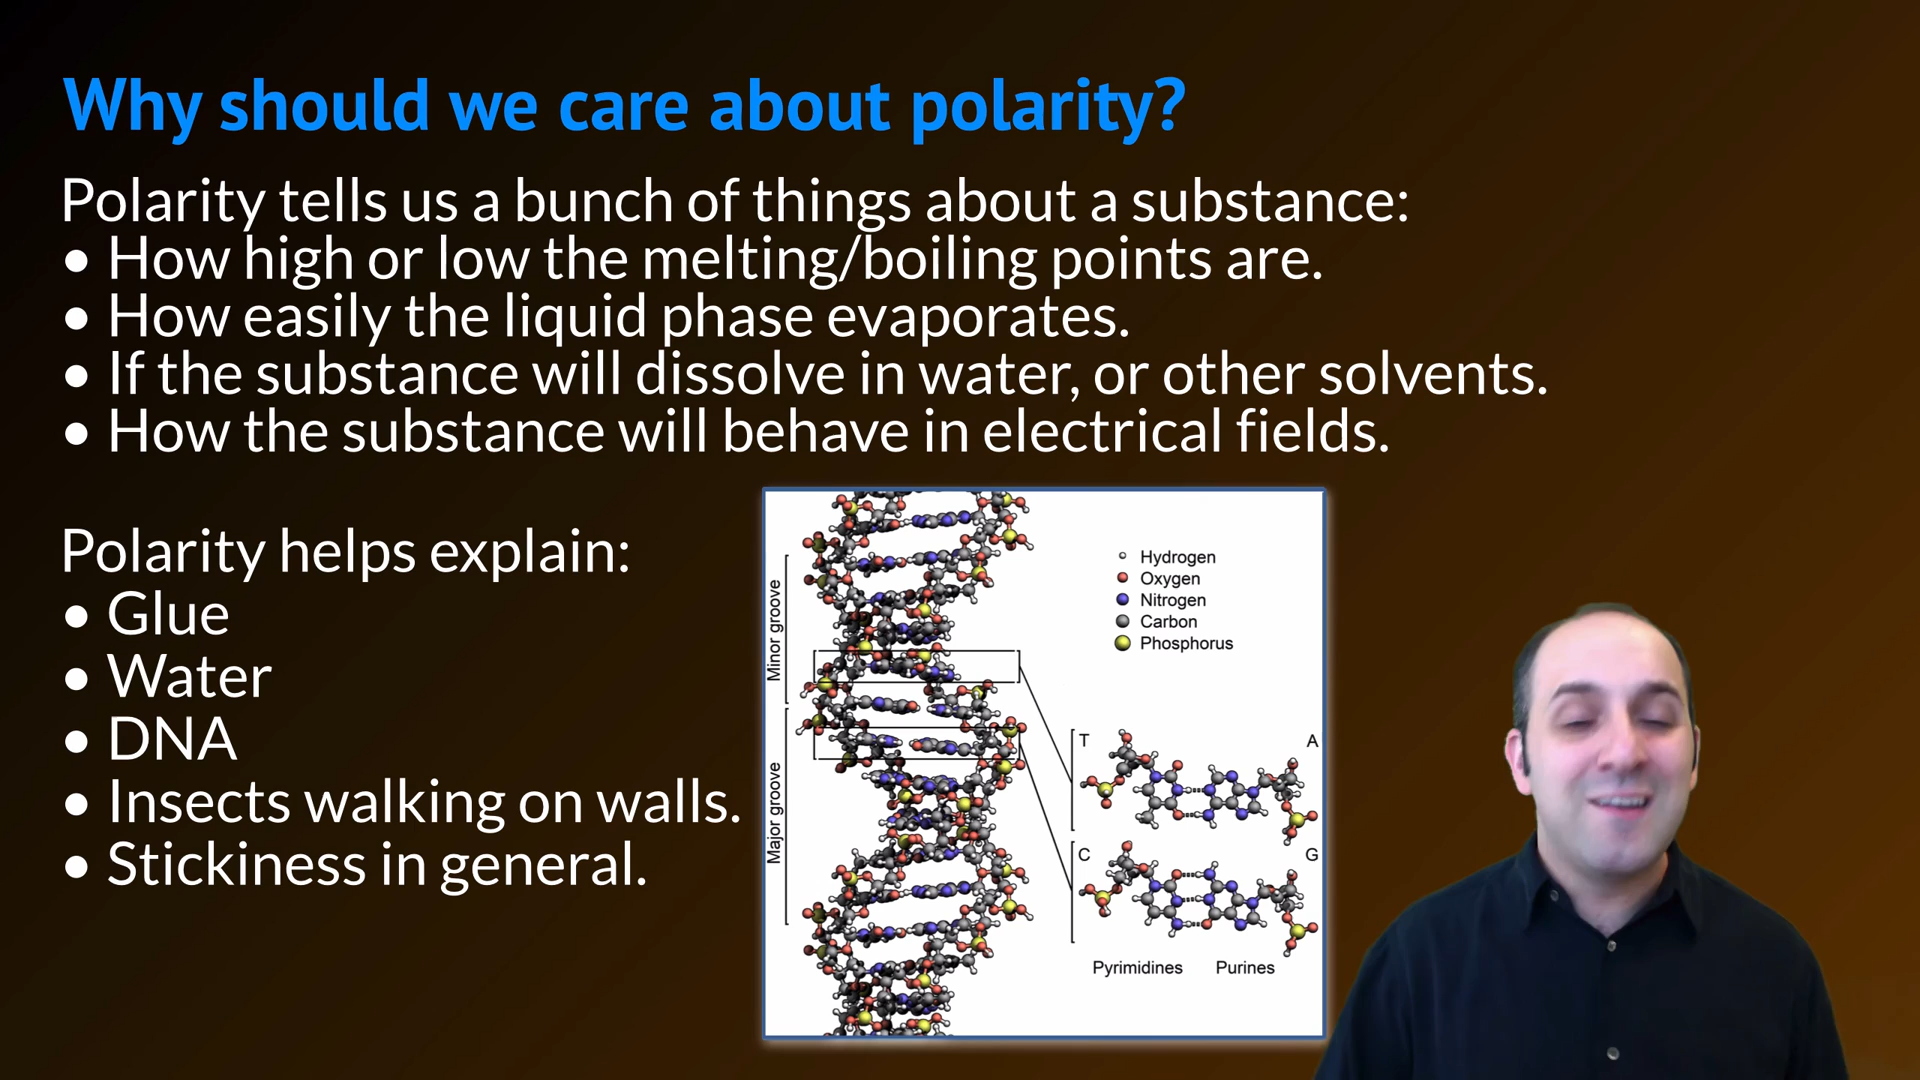 Why should we care about polarity?
Polarity tells us a bunch of things about a substance:
• How high or low the melting/boiling points are.
• How easily the liquid phase evaporates.
• If the substance will dissolve in water, or other solvents.
• How the substance will behave in electrical fields.
Polarity helps explain:
• Glue
• Water
• DNA
• Insects walking on walls.
• Stickiness in general.
Minor groove
Major groove
Hydrogen
Oxygen
Nitrogen
Carbon
Phosphorus
T A
C G
Pyrimidines Purines